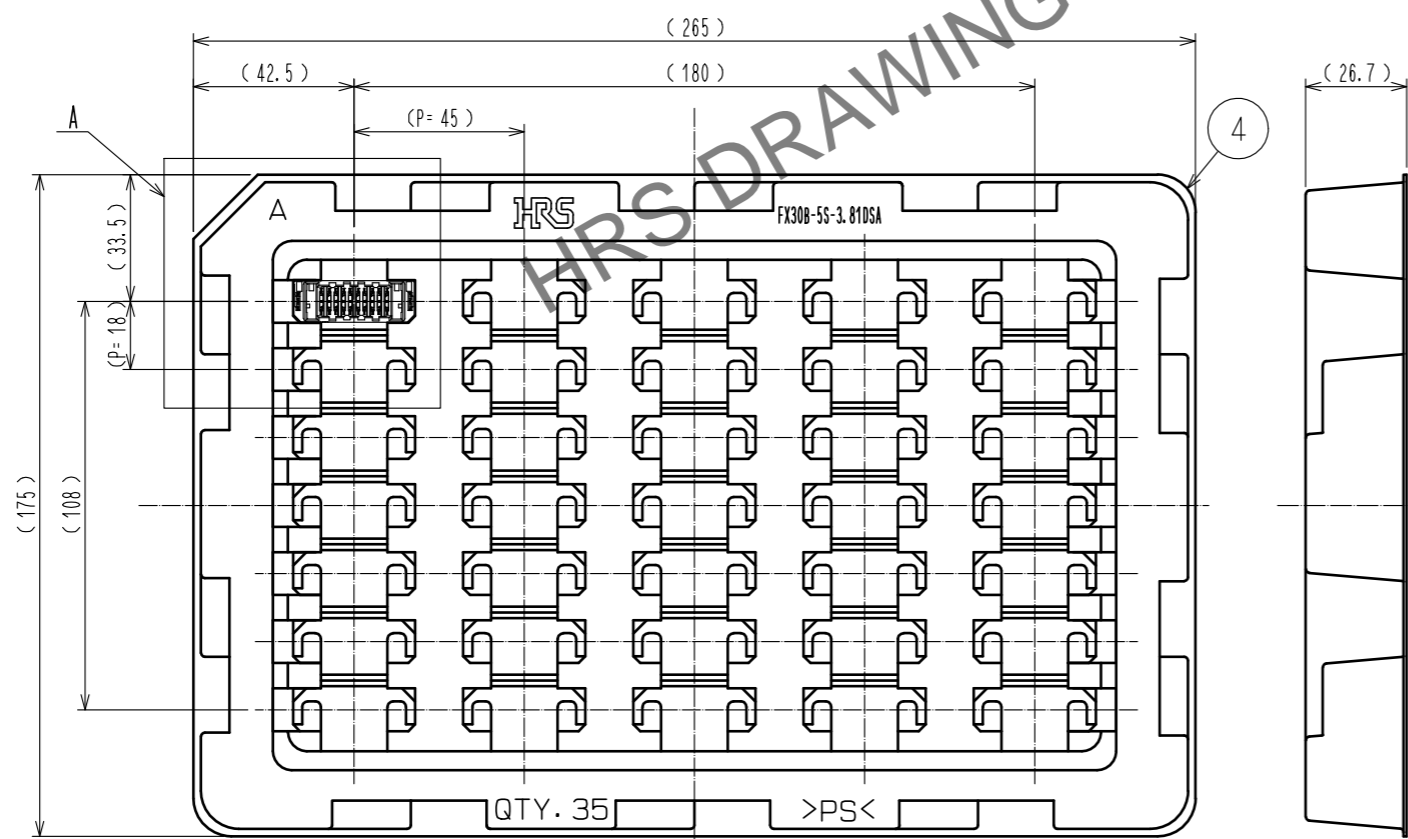 (265)
(42.5)
(180)
(26.7)
(P=45)
A
4
HRS DRAWING
A
HRS
FX30B-5S-3.81DSA
(33.5)
(P=18)
(175)
(108)
QTY. 35
>PS<